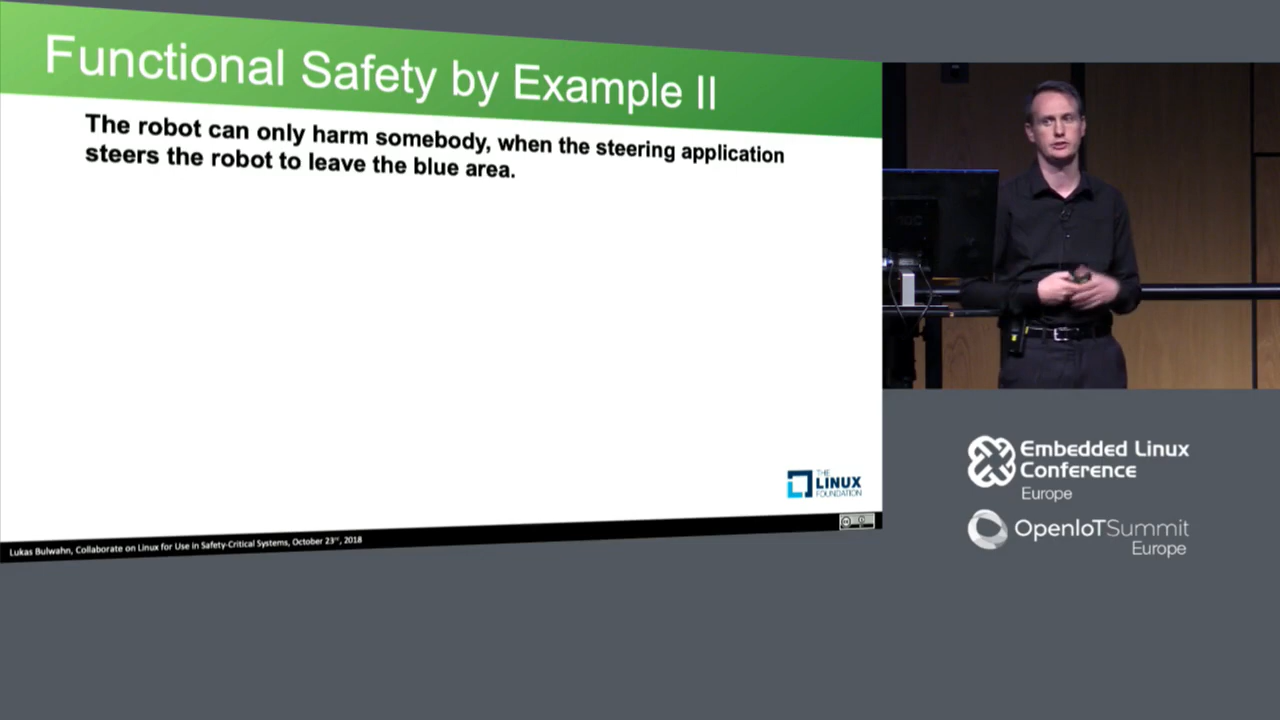 Functional Safety by Example II
The robot can only harm somebody, when the steering application
steers the robot to leave the blue area.
THE
LINUX
FOUNDATION
Lukas Bulwahn, Collaborate on Linux for Use in Safety-Critical Systems, October 23rd, 2018
Embedded Linux
Conference
Europe
OpenIoTSummit
Europe